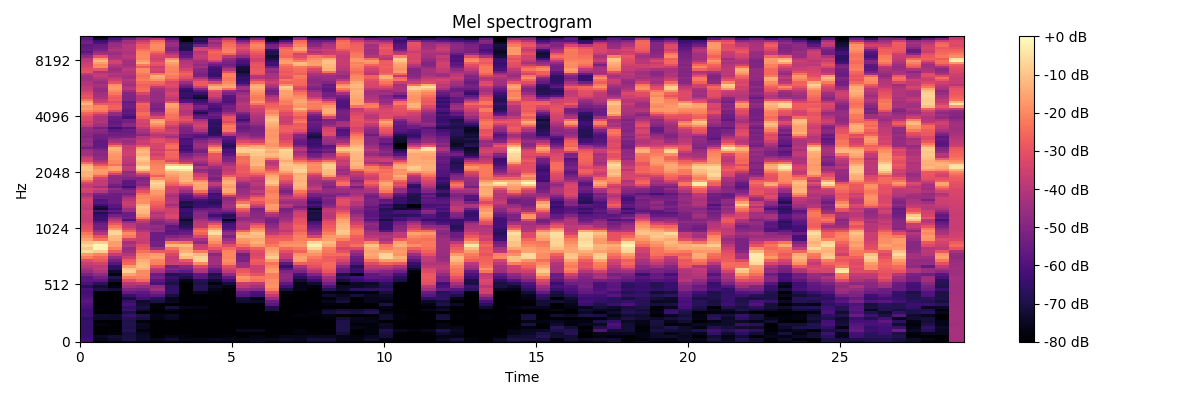 Mel spectrogram
Hz
8192
4096
2048
1024
512
0
0 5 10 15 20 25
Time
+0 dB
-10 dB
-20 dB
-30 dB
-40 dB
-50 dB
-60 dB
-70 dB
-80 dB